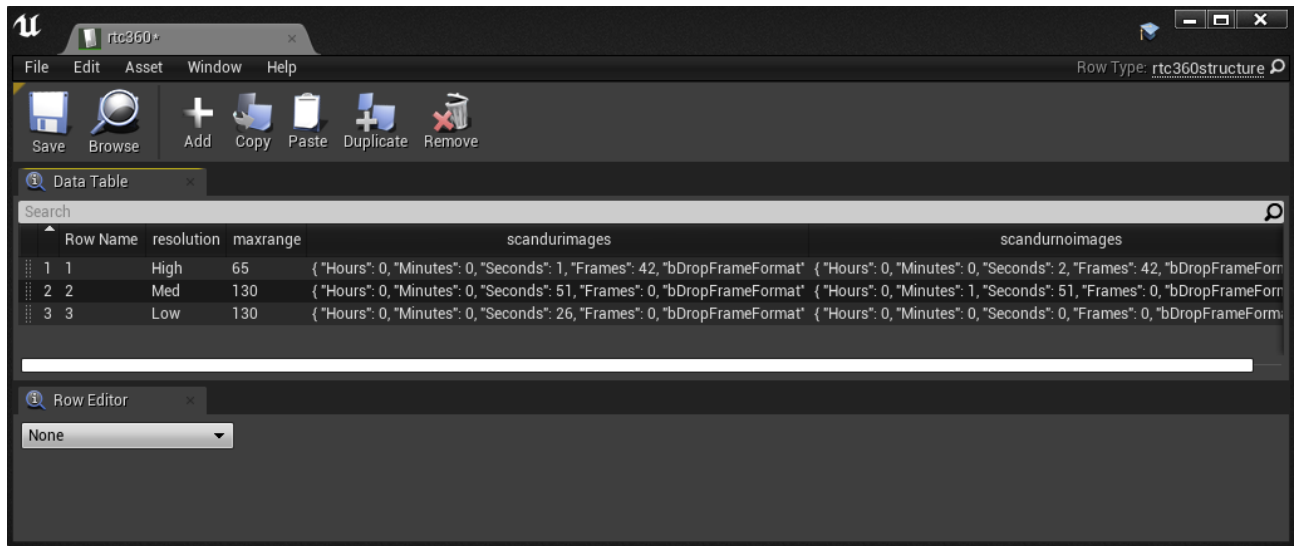 rtc360*
File Edit Asset Window Help Row Type: rtc360structure
Save Browse Add Copy Paste Duplicate Remove
Data Table
Search
Row Name resolution maxrange scandurimages scandurnoimages
1 1 High 65 { "Hours": 0, "Minutes": 0, "Seconds": 1, "Frames": 42, "bDropFrameFormat" { "Hours": 0, "Minutes": 0, "Seconds": 2, "Frames": 42, "bDropFrameForm
2 2 Med 130 { "Hours": 0, "Minutes": 0, "Seconds": 51, "Frames": 0, "bDropFrameFormat" { "Hours": 0, "Minutes": 1, "Seconds": 51, "Frames": 0, "bDropFrameForm
3 3 Low 130 { "Hours": 0, "Minutes": 0, "Seconds": 26, "Frames": 0, "bDropFrameFormat" { "Hours": 0, "Minutes": 0, "Seconds": 0, "Frames": 0, "bDropFrameForm
Row Editor
None